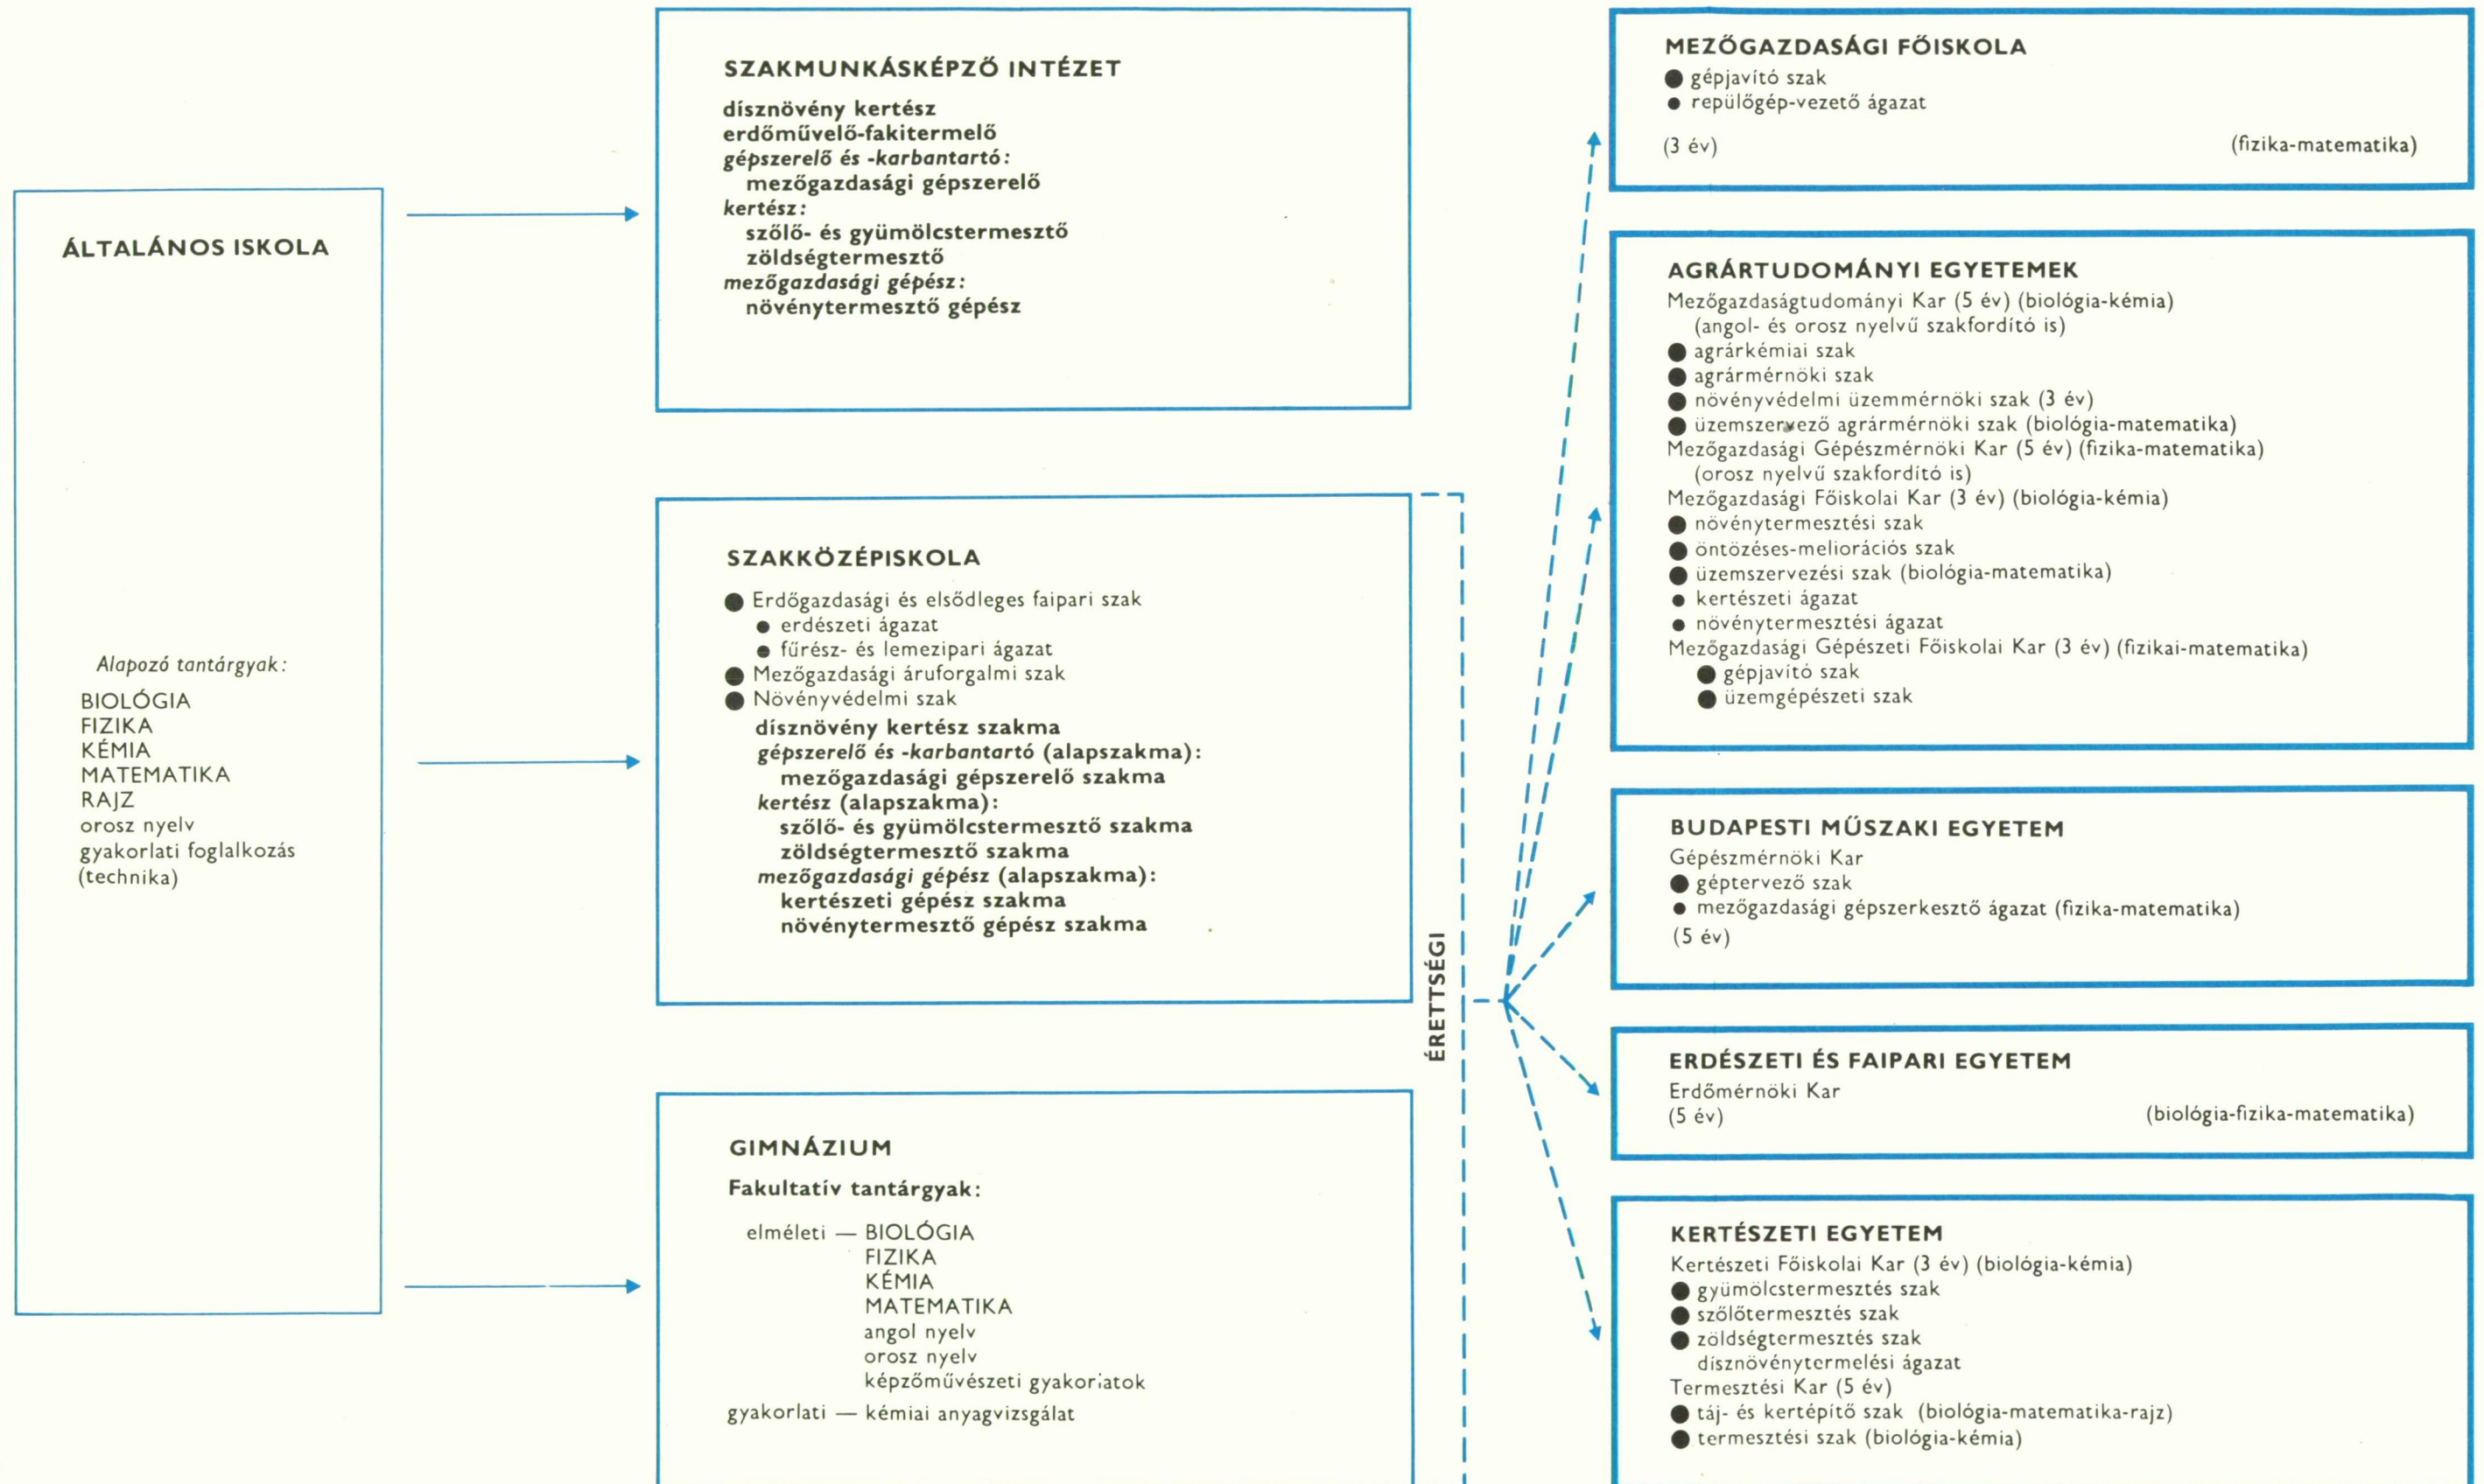 ÁLTALÁNOS ISKOLA
Alapozó tantárgyak:
BIOLÓGIA
FIZIKA
KÉMIA
MATEMATIKA
RAJZ
orosz nyelv
gyakorlati foglalkozás
(technika)
SZAKMUNKÁSKÉPZŐ INTÉZET
dísznövény kertész
erdőművelő-fakitermelő
gépszerelő és -karbantartó:
mezőgazdasági gépszerelő
kertész:
szőlő- és gyümölcstermesztő
zöldségtermesztő
mezőgazdasági gépész:
növénytermesztő gépész
SZAKKÖZÉPISKOLA
● Erdőgazdasági és elsődleges faipari szak
● erdészeti ágazat
● fűrész- és lemezipari ágazat
● Mezőgazdasági áruforgalmi szak
● Növényvédelmi szak
dísznövény kertész szakma
gépszerelő és -karbantartó (alapszakma):
mezőgazdasági gépszerelő szakma
kertész (alapszakma):
szőlő- és gyümölcstermesztő szakma
zöldségtermesztő szakma
mezőgazdasági gépész (alapszakma):
kertészeti gépész szakma
növénytermesztő gépész szakma
GIMNÁZIUM
Fakultatív tantárgyak:
elméleti — BIOLÓGIA
FIZIKA
KÉMIA
MATEMATIKA
angol nyelv
orosz nyelv
képzőművészeti gyakorlatok
gyakorlati — kémiai anyagvizsgálat
ÉRETTSÉGI
MEZŐGAZDASÁGI FŐISKOLA
● gépjavító szak
● repülőgép-vezető ágazat
(3 év) (fizika-matematika)
AGRÁRTUDOMÁNYI EGYETEMEK
Mezőgazdaságtudományi Kar (5 év) (biológia-kémia)
(angol- és orosz nyelvű szakfordító is)
● agrárkémiai szak
● agrármérnöki szak
● növényvédelmi üzemmérnöki szak (3 év)
● üzemszervező agrármérnöki szak (biológia-matematika)
Mezőgazdasági Gépészmérnöki Kar (5 év) (fizika-matematika)
(orosz nyelvű szakfordító is)
Mezőgazdasági Főiskolai Kar (3 év) (biológia-kémia)
● növénytermesztési szak
● öntözéses-meliorációs szak
● üzemszervezési szak (biológia-matematika)
● kertészeti ágazat
● növénytermesztési ágazat
Mezőgazdasági Gépészeti Főiskolai Kar (3 év) (fizikai-matematika)
● gépjavító szak
● üzemgépészeti szak
BUDAPESTI MŰSZAKI EGYETEM
Gépészmérnöki Kar
● géptervező szak
● mezőgazdasági gépszerkesztő ágazat (fizika-matematika)
(5 év)
ERDÉSZETI ÉS FAIPARI EGYETEM
Erdőmérnöki Kar
(5 év) (biológia-fizika-matematika)
KERTÉSZETI EGYETEM
Kertészeti Főiskolai Kar (3 év) (biológia-kémia)
● gyümölcstermesztés szak
● szőlőtermesztés szak
● zöldségtermesztés szak
dísznövénytermelési ágazat
Termesztési Kar (5 év)
● táj- és kertépítő szak (biológia-matematika-rajz)
● termesztési szak (biológia-kémia)